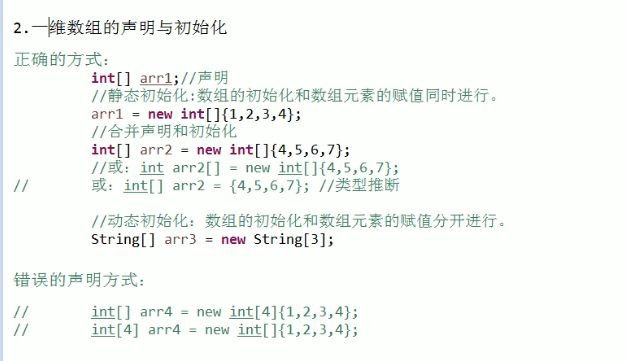 2.一维数组的声明与初始化
正确的方式：
int[] arr1;//声明
//静态初始化:数组的初始化和数组元素的赋值同时进行。
arr1 = new int[]{1,2,3,4};
//合并声明和初始化
int[] arr2 = new int[]{4,5,6,7};
//或：int arr2[] = new int[]{4,5,6,7};
// 或：int[] arr2 = {4,5,6,7}; //类型推断
//动态初始化：数组的初始化和数组元素的赋值分开进行。
String[] arr3 = new String[3];
错误的声明方式：
// int[] arr4 = new int[4]{1,2,3,4};
// int[4] arr4 = new int[]{1,2,3,4};